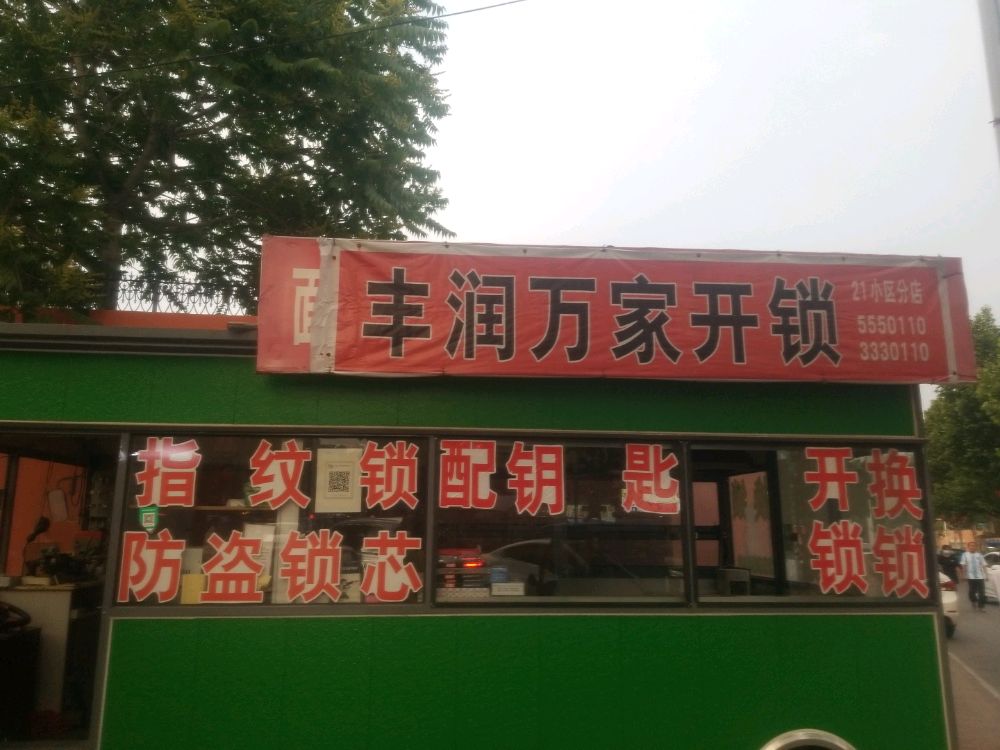 丰润万家开锁
21小区分店
5550110
3330110
指纹锁
防盗锁芯
配钥匙
开锁
换锁